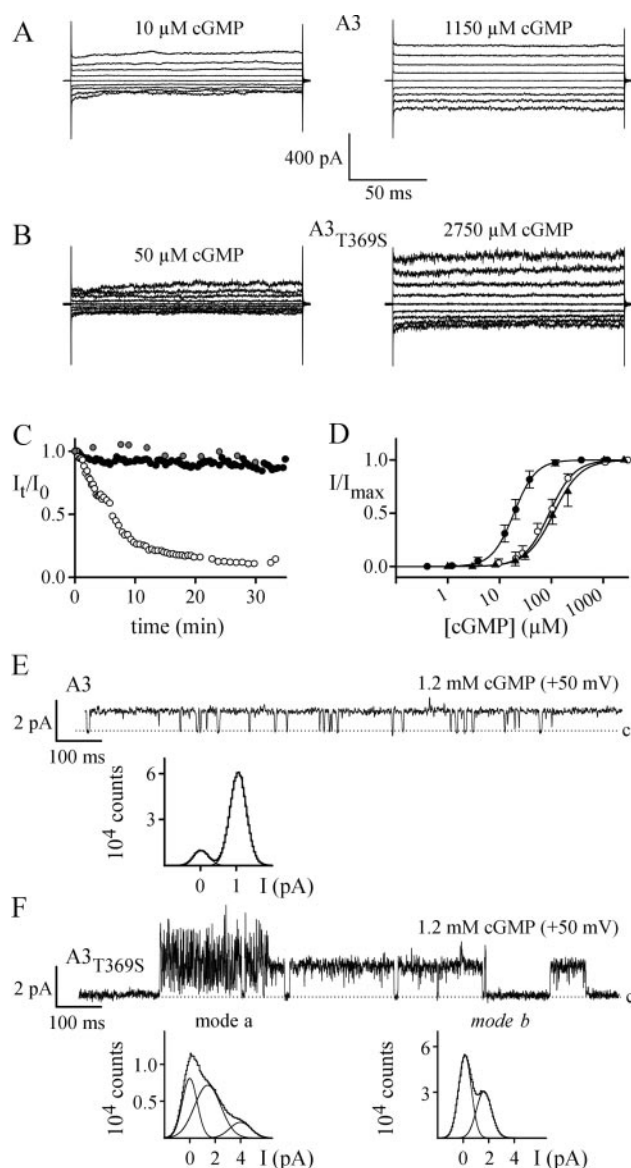 A 10 µM cGMP A3 1150 µM cGMP
400 pA
50 ms
B 50 µM cGMP A3T369S 2750 µM cGMP
C D
1.0 1.0
It/I0 I/Imax
0.5 0.5
0.0 0.0
0 10 20 30 1 10 100 1000
time (min) [cGMP] (µM)
E
A3 1.2 mM cGMP (+50 mV)
2 pA c
100 ms
10⁴ counts
6
3
0 1 I (pA)
F
1.2 mM cGMP (+50 mV)
A3T369S
2 pA c
100 ms
mode a mode b
10⁴ counts 10⁴ counts
1.0 6
0.5 3
0 2 4 I (pA) 0 2 4 I (pA)